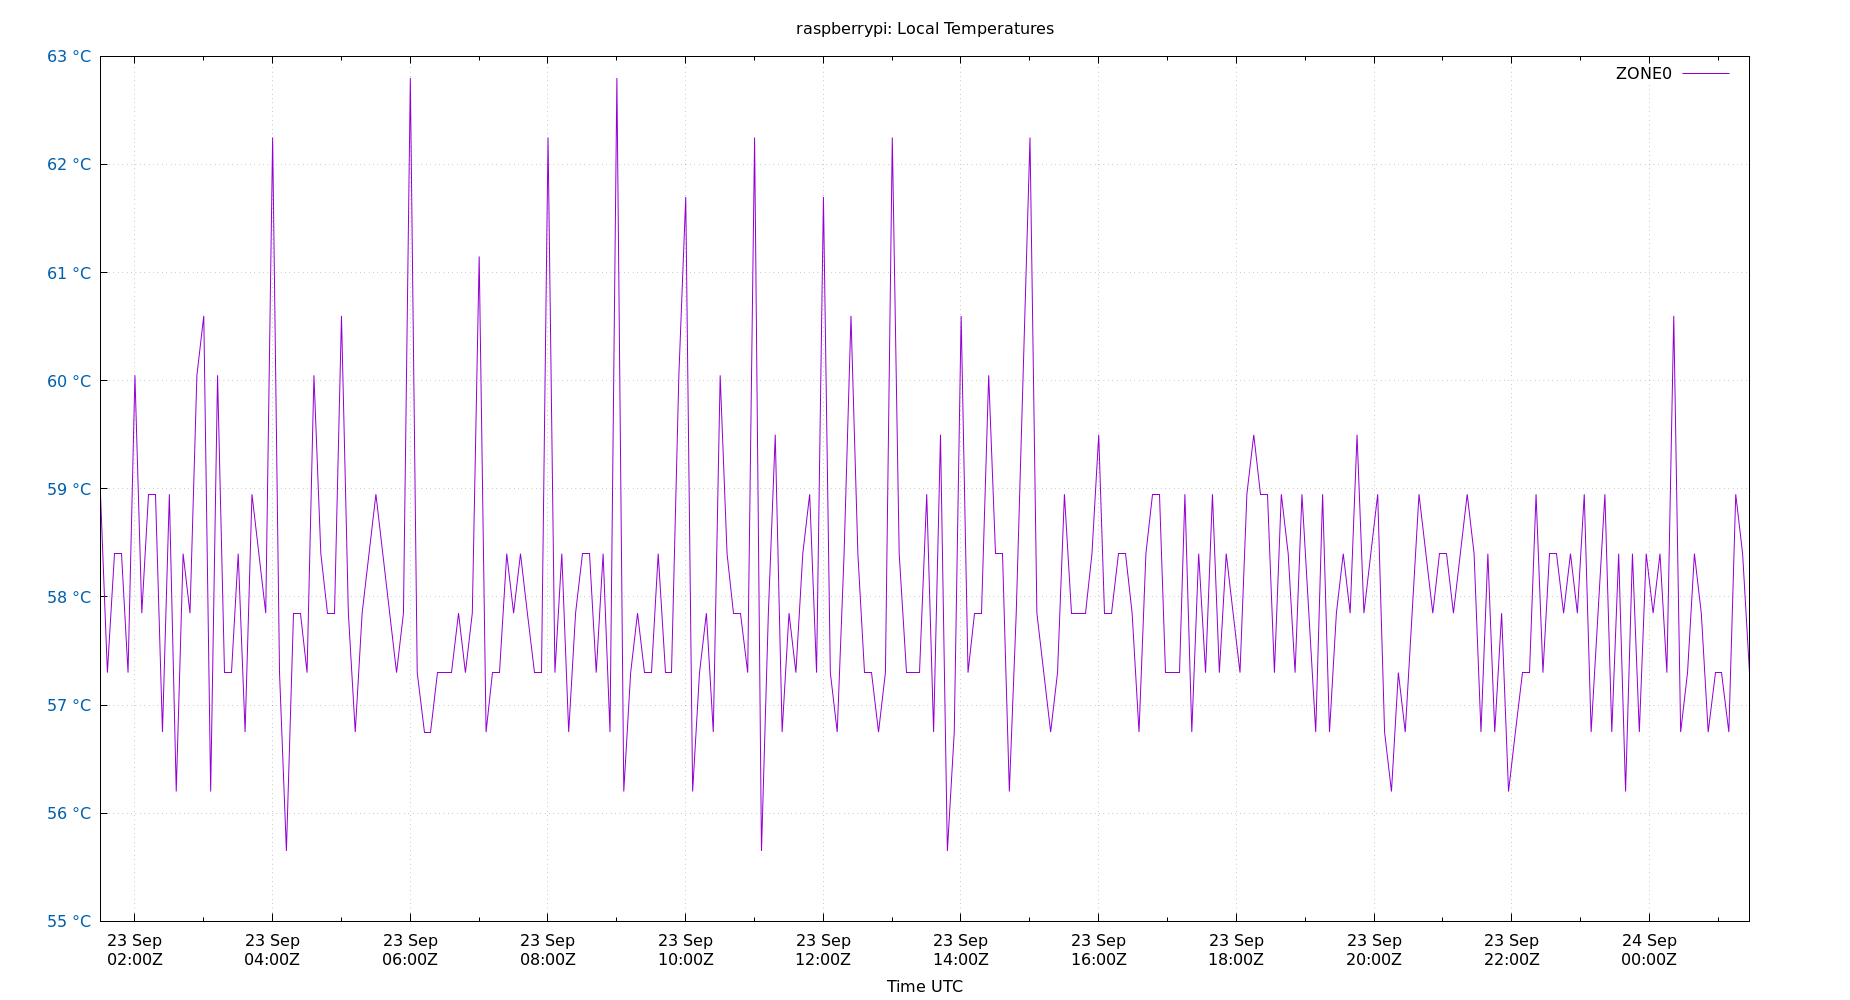 raspberrypi: Local Temperatures
63 °C
ZONE0
62 °C
61 °C
60 °C
59 °C
58 °C
57 °C
56 °C
55 °C
23 Sep 23 Sep 23 Sep 23 Sep 23 Sep 23 Sep 23 Sep 23 Sep 23 Sep 23 Sep 23 Sep 24 Sep
02:00Z 04:00Z 06:00Z 08:00Z 10:00Z 12:00Z 14:00Z 16:00Z 18:00Z 20:00Z 22:00Z 00:00Z
Time UTC